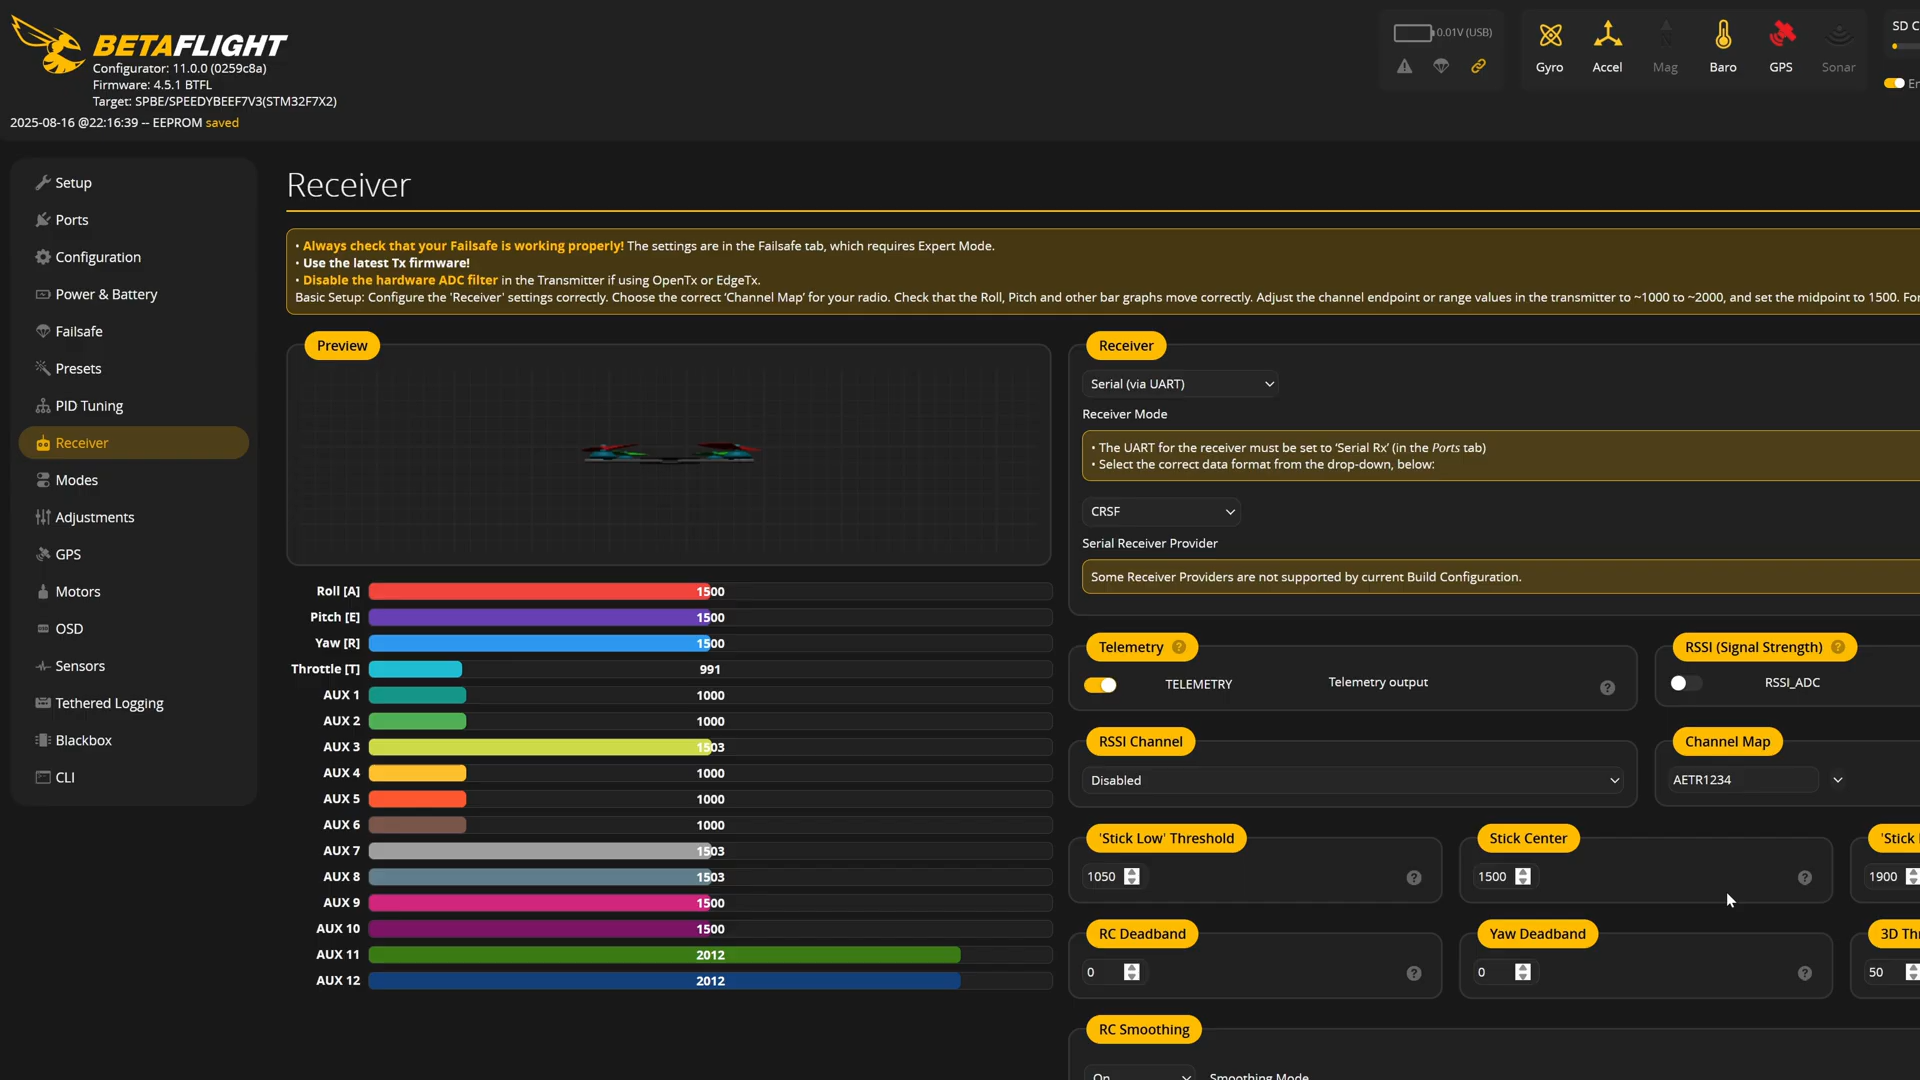 BETAFLIGHT
Configurator: 11.0.0 (0259c8a)
Firmware: 4.5.1 BTFL
Target: SPBE/SPEEDYBEEF7V3(STM32F7X2)
2025-08-16 @22:16:39 -- EEPROM saved
0.01V (USB)
Gyro
Accel
Mag
Baro
GPS
Sonar
SD C
En
Setup
Ports
Configuration
Power & Battery
Failsafe
Presets
PID Tuning
Receiver
Modes
Adjustments
GPS
Motors
OSD
Sensors
Tethered Logging
Blackbox
CLI
Receiver
• Always check that your Failsafe is working properly! The settings are in the Failsafe tab, which requires Expert Mode.
• Use the latest Tx firmware!
• Disable the hardware ADC filter in the Transmitter if using OpenTx or EdgeTx.
Basic Setup: Configure the 'Receiver' settings correctly. Choose the correct 'Channel Map' for your radio. Check that the Roll, Pitch and other bar graphs move correctly. Adjust the channel endpoint or range values in the transmitter to ~1000 to ~2000, and set the midpoint to 1500. For
Preview
Roll [A] 1500
Pitch [E] 1500
Yaw [R] 1500
Throttle [T] 991
AUX 1 1000
AUX 2 1000
AUX 3 1503
AUX 4 1000
AUX 5 1000
AUX 6 1000
AUX 7 1503
AUX 8 1503
AUX 9 1500
AUX 10 1500
AUX 11 2012
AUX 12 2012
Receiver
Serial (via UART)
Receiver Mode
• The UART for the receiver must be set to 'Serial Rx' (in the Ports tab)
• Select the correct data format from the drop-down, below:
CRSF
Serial Receiver Provider
Some Receiver Providers are not supported by current Build Configuration.
Telemetry ?
TELEMETRY Telemetry output ?
RSSI (Signal Strength) ?
RSSI_ADC
RSSI Channel
Disabled
Channel Map
AETR1234
'Stick Low' Threshold
1050 ?
Stick Center
1500 ?
'Stick
1900
RC Deadband
0 ?
Yaw Deadband
0 ?
3D Thr
50
RC Smoothing
On Smoothing Mode